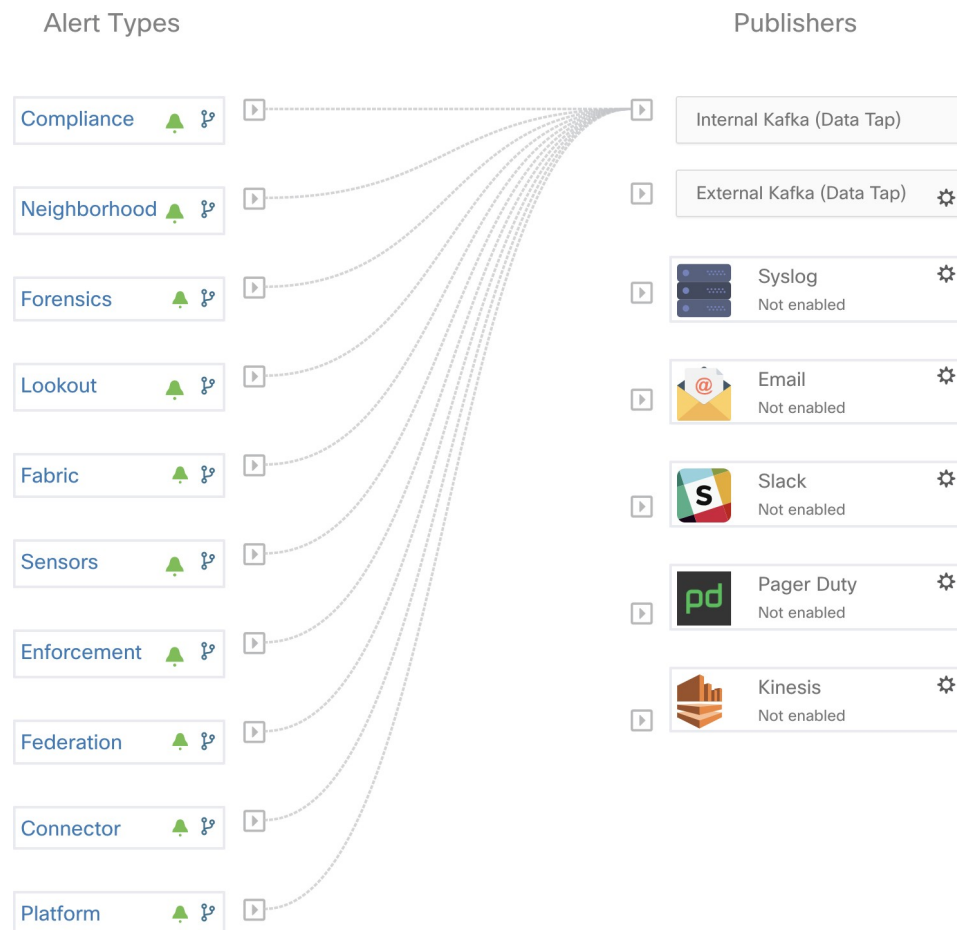 Alert Types
Publishers
Compliance
Neighborhood
Forensics
Lookout
Fabric
Sensors
Enforcement
Federation
Connector
Platform
Internal Kafka (Data Tap)
External Kafka (Data Tap)
Syslog
Not enabled
@
Email
Not enabled
S
Slack
Not enabled
pd
Pager Duty
Not enabled
Kinesis
Not enabled